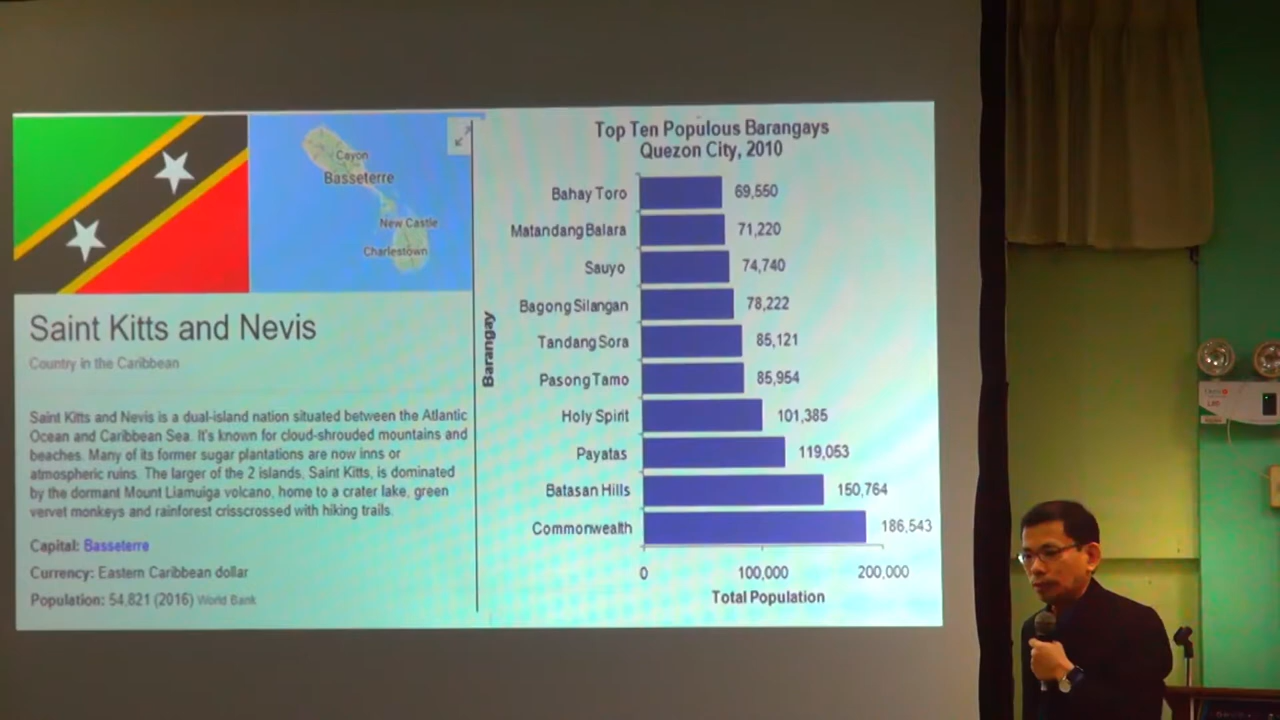 Cayon
Basseterre
New Castle
Charlestown
Saint Kitts and Nevis
Country in the Caribbean
Saint Kitts and Nevis is a dual-island nation situated between the Atlantic
Ocean and Caribbean Sea. It's known for cloud-shrouded mountains and
beaches. Many of its former sugar plantations are now inns or
atmospheric ruins. The larger of the 2 islands, Saint Kitts, is dominated
by the dormant Mount Liamuiga volcano, home to a crater lake, green
vervet monkeys and rainforest crisscrossed with hiking trails.
Capital: Basseterre
Currency: Eastern Caribbean dollar
Population: 54,821 (2016) World Bank
Top Ten Populous Barangays
Quezon City, 2010
Barangay
Bahay Toro 69,550
Matandang Balara 71,220
Sauyo 74,740
Bagong Silangan 78,222
Tandang Sora 85,121
Pasong Tamo 85,954
Holy Spirit 101,385
Payatas 119,053
Batasan Hills 150,764
Commonwealth 186,543
0 100,000 200,000
Total Population